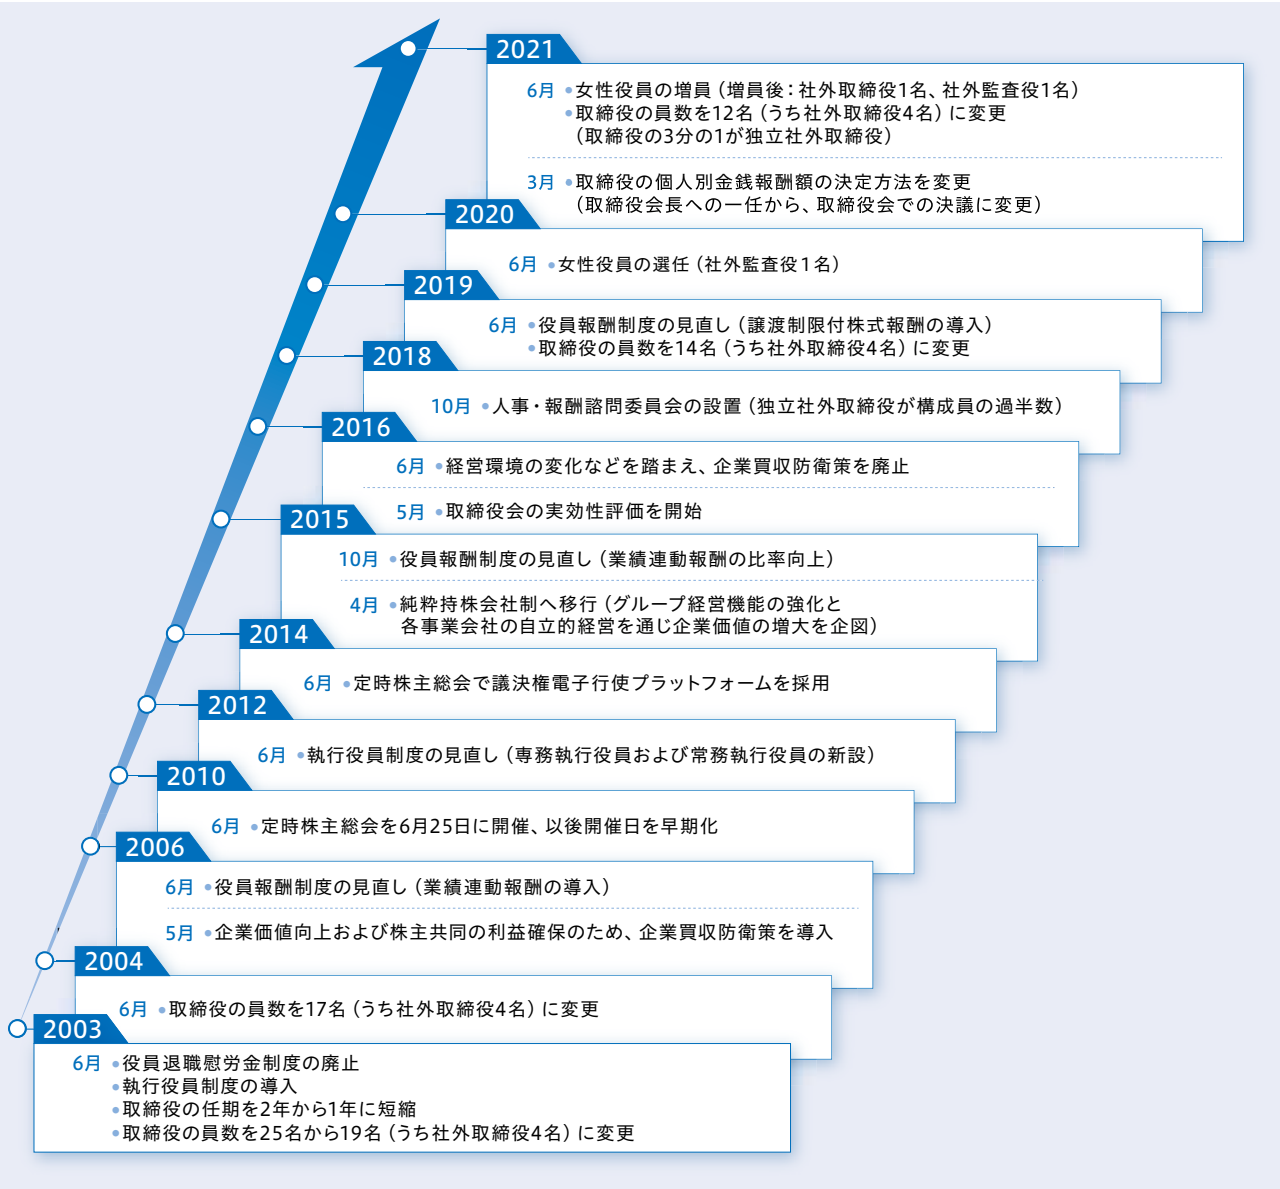 2021
6月 •女性役員の増員（増員後：社外取締役1名、社外監査役1名）
•取締役の員数を12名（うち社外取締役4名）に変更
（取締役の3分の1が独立社外取締役）
3月 •取締役の個人別金銭報酬額の決定方法を変更
（取締役会長への一任から、取締役会での決議に変更）
2020
6月 •女性役員の選任（社外監査役1名）
2019
6月 •役員報酬制度の見直し（譲渡制限付株式報酬の導入）
•取締役の員数を14名（うち社外取締役4名）に変更
2018
10月 •人事・報酬諮問委員会の設置（独立社外取締役が構成員の過半数）
2016
6月 •経営環境の変化などを踏まえ、企業買収防衛策を廃止
5月 •取締役会の実効性評価を開始
2015
10月 •役員報酬制度の見直し（業績連動報酬の比率向上）
4月 •純粋持株会社制へ移行（グループ経営機能の強化と
各事業会社の自立的経営を通じ企業価値の増大を企図）
2014
6月 •定時株主総会で議決権電子行使プラットフォームを採用
2012
6月 •執行役員制度の見直し（専務執行役員および常務執行役員の新設）
2010
6月 •定時株主総会を6月25日に開催、以後開催日を早期化
2006
6月 •役員報酬制度の見直し（業績連動報酬の導入）
5月 •企業価値向上および株主共同の利益確保のため、企業買収防衛策を導入
2004
6月 •取締役の員数を17名（うち社外取締役4名）に変更
2003
6月 •役員退職慰労金制度の廃止
•執行役員制度の導入
•取締役の任期を2年から1年に短縮
•取締役の員数を25名から19名（うち社外取締役4名）に変更